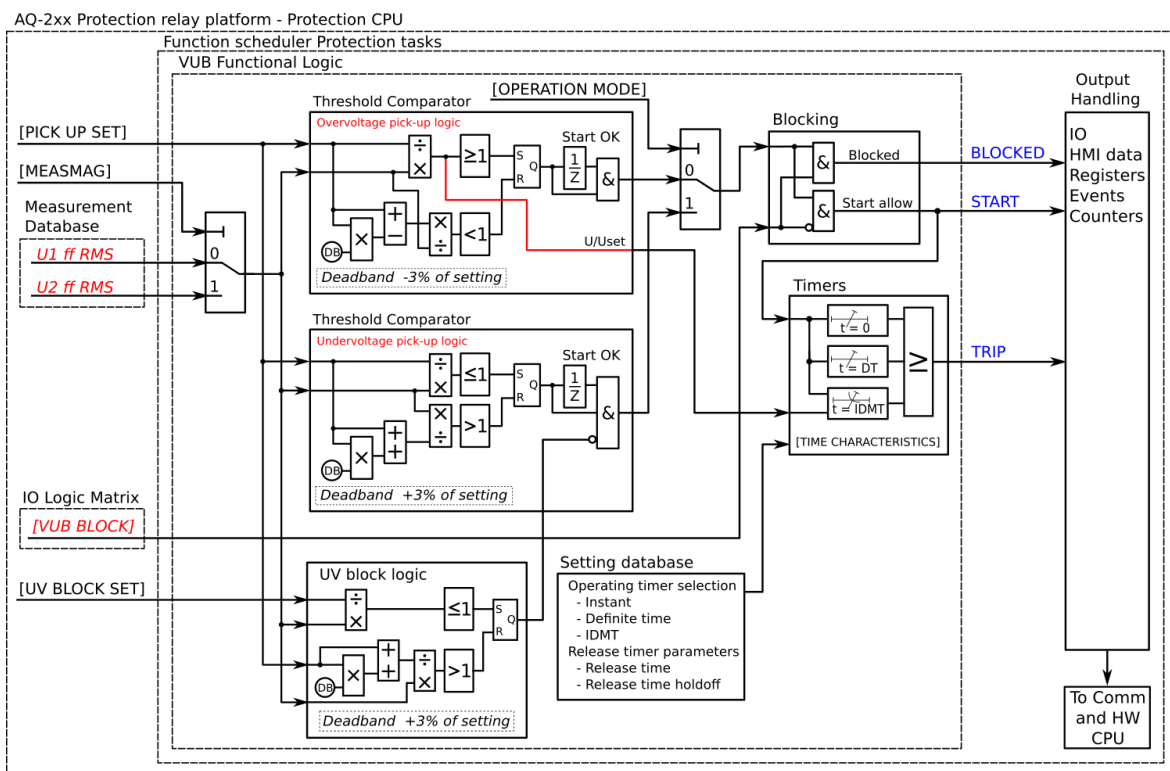 AQ-2xx Protection relay platform - Protection CPU
Function scheduler Protection tasks
VUB Functional Logic
[PICK UP SET]
[MEASMAG]
Measurement
Database
U1 ff RMS
U2 ff RMS
0
1
Threshold Comparator
Overvoltage pick-up logic
÷
×
≥1
S
R
Q
Start OK
1
Z
&
DB
×
+
−
×
÷
<1
U/Uset
Deadband -3% of setting
[OPERATION MODE]
0
1
Blocking
&
Blocked
&
Start allow
BLOCKED
START
Output
Handling
IO
HMI data
Registers
Events
Counters
Threshold Comparator
Undervoltage pick-up logic
÷
×
≤1
S
R
Q
Start OK
1
Z
&
DB
×
+
+
×
÷
>1
Deadband +3% of setting
Timers
t = 0
t = DT
t = IDMT
≥
[TIME CHARACTERISTICS]
TRIP
IO Logic Matrix
[VUB BLOCK]
[UV BLOCK SET]
UV block logic
÷
×
≤1
S
R
Q
DB
×
+
+
÷
×
>1
Deadband +3% of setting
Setting database
Operating timer selection
- Instant
- Definite time
- IDMT
Release timer parameters
- Release time
- Release time holdoff
To Comm
and HW
CPU